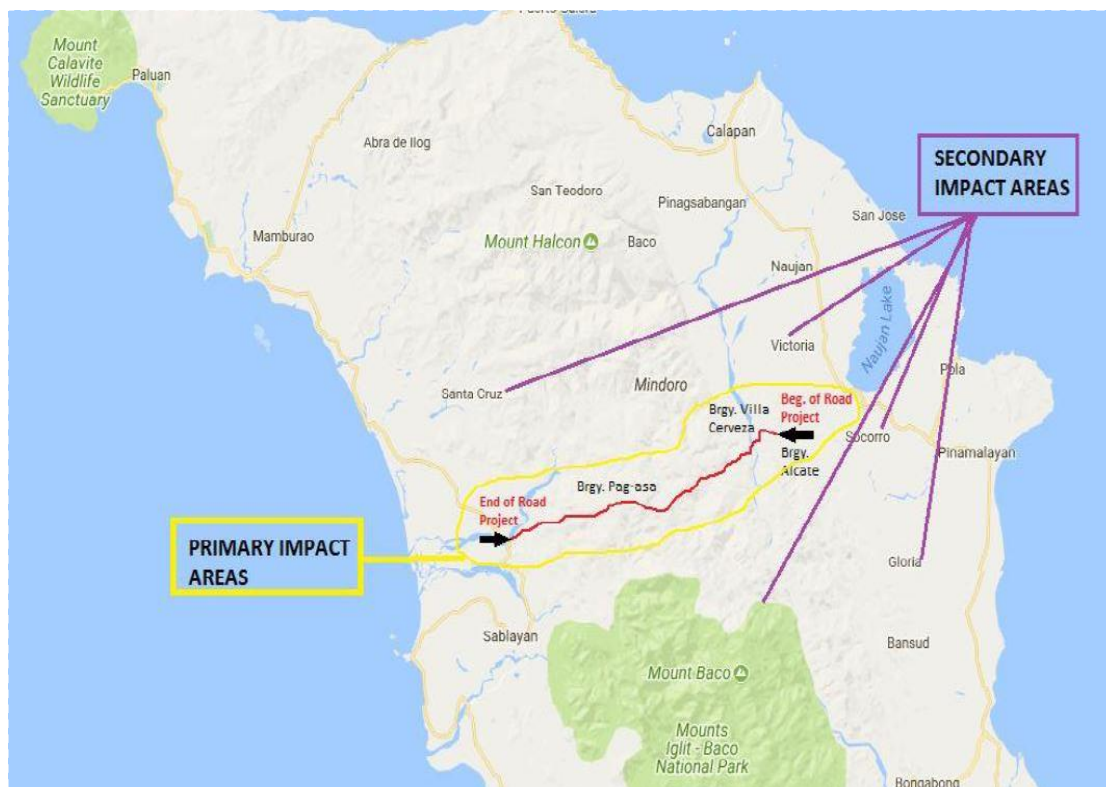 Puerto Galera
Mount
Calavite
Wildlife
Sanctuary
Paluan
Abra de Ilog
Calapan
SECONDARY
IMPACT AREAS
San Teodoro
Pinagsabangan
San Jose
Mamburao
Mount Halcon
Baco
Naujan
Naujan Lake
Victoria
Pola
Santa Cruz
Mindoro
Brgy. Villa
Cerveza
Beg. of Road
Project
Socorro
Brgy.
Alcate
Pinamalayan
Brgy. Pag-asa
End of Road
Project
PRIMARY IMPACT
AREAS
Gloria
Sablayan
Bansud
Mount Baco
Mounts
Iglit - Baco
National Park
Bongabong